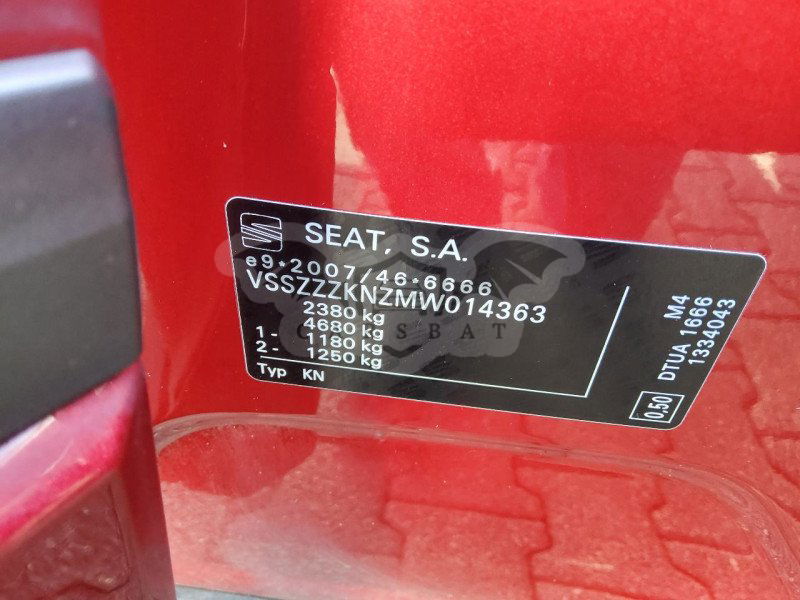 SEAT, S.A.
e9*2007/46*6666
VSSZZZKNZMW014363
2380 kg
4680 kg
1- 1180 kg
2- 1250 kg
Typ KN
M4
DTUA 1666
1334043
0,50